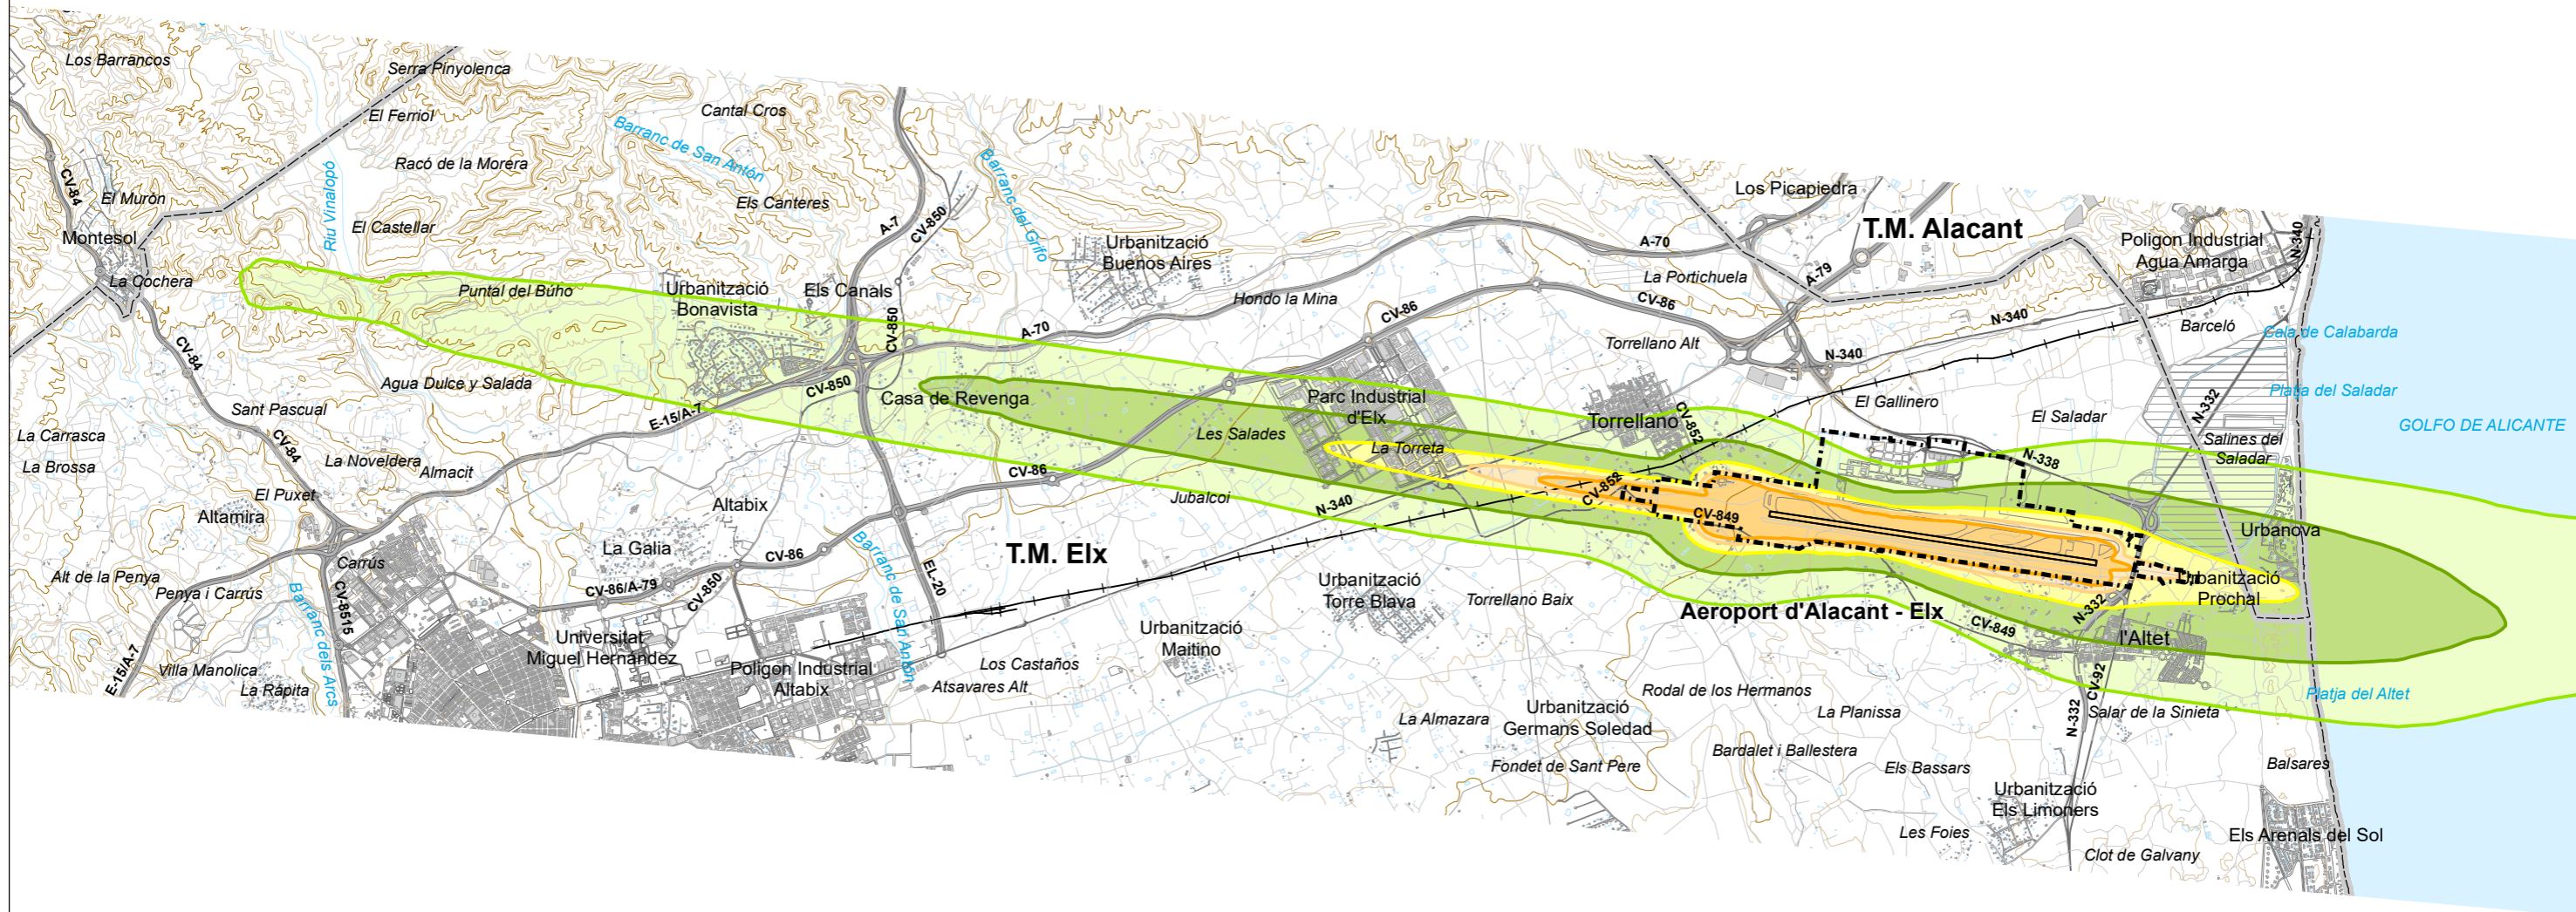 Los Barrancos
Serra Pinyolenca
El Ferriol
Cantal Cros
Barranc de San Antón
Racó de la Morera
CV-84
El Murón
Riu Vinalopó
El Castellar
Els Canteres
A-7
CV-850
Barranc del Grifo
Los Picapiedra
T.M. Alacant
Montesol
La Cochera
Puntal del Búho
Urbanització
Bonavista
Els Canals
CV-850
Urbanització
Buenos Aires
Hondo la Mina
A-70
A-70
La Portichuela
A-79
CV-86
CV-86
N-340
Poligon Industrial
Agua Amarga
N-340
Barceló
Cala de Calabarda
Torrellano Alt
N-340
Platja del Saladar
GOLFO DE ALICANTE
CV-84
Agua Dulce y Salada
E-15/A-7
CV-850
Casa de Revenga
Sant Pascual
CV-84
La Carrasca
La Brossa
La Noveldera
Almacit
El Puxet
Altamira
Parc Industrial
d'Elx
Les Salades
La Torreta
Torrellano
CV-852
El Gallinero
El Saladar
N-332
Salines del
Saladar
N-338
CV-86
Jubalcoi
N-340
CV-852
CV-849
Urbanova
Altabix
La Galia
CV-86
CV-86/A-79
CV-850
Barranc de San Antón
EL-20
T.M. Elx
Carrús
Alt de la Penya
Penya i Carrús
Barranc dels Arcs
CV-8515
E-15/A-7
Villa Manolica
La Ràpita
Universitat
Miguel Hernández
Poligon Industrial
Altabix
Los Castaños
Atsavares Alt
Urbanització
Maitino
Urbanització
Torre Blava
Torrellano Baix
Aeroport d'Alacant - Elx
Urbanització
Prochal
N-332
CV-849
l'Altet
Platja del Altet
CV-92
N-332
Salar de la Sinieta
La Almazara
Urbanització
Germans Soledad
Rodal de los Hermanos
La Planissa
Bardalet i Ballestera
Fondet de Sant Pere
Els Bassars
Urbanització
Els Limoners
Les Foies
Clot de Galvany
Balsares
Els Arenals del Sol